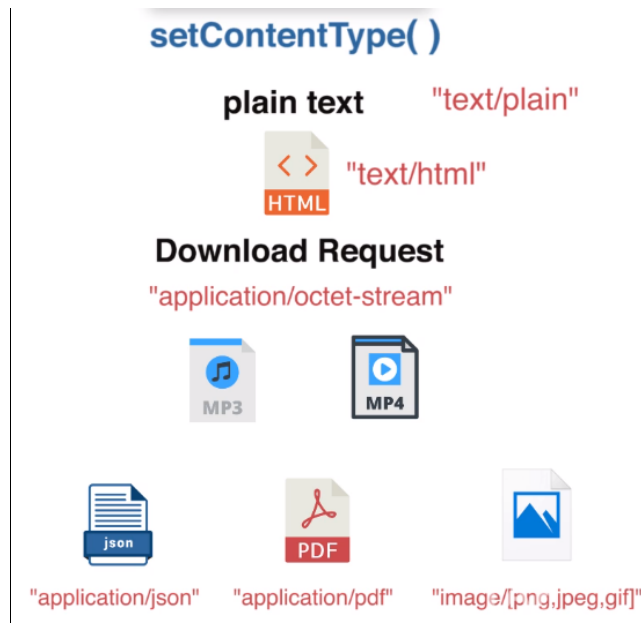 setContentType( )
plain text "text/plain"
"text/html"
HTML
Download Request
"application/octet-stream"
MP3 MP4
json PDF
"application/json" "application/pdf" "image/[png,jpeg,gif]"